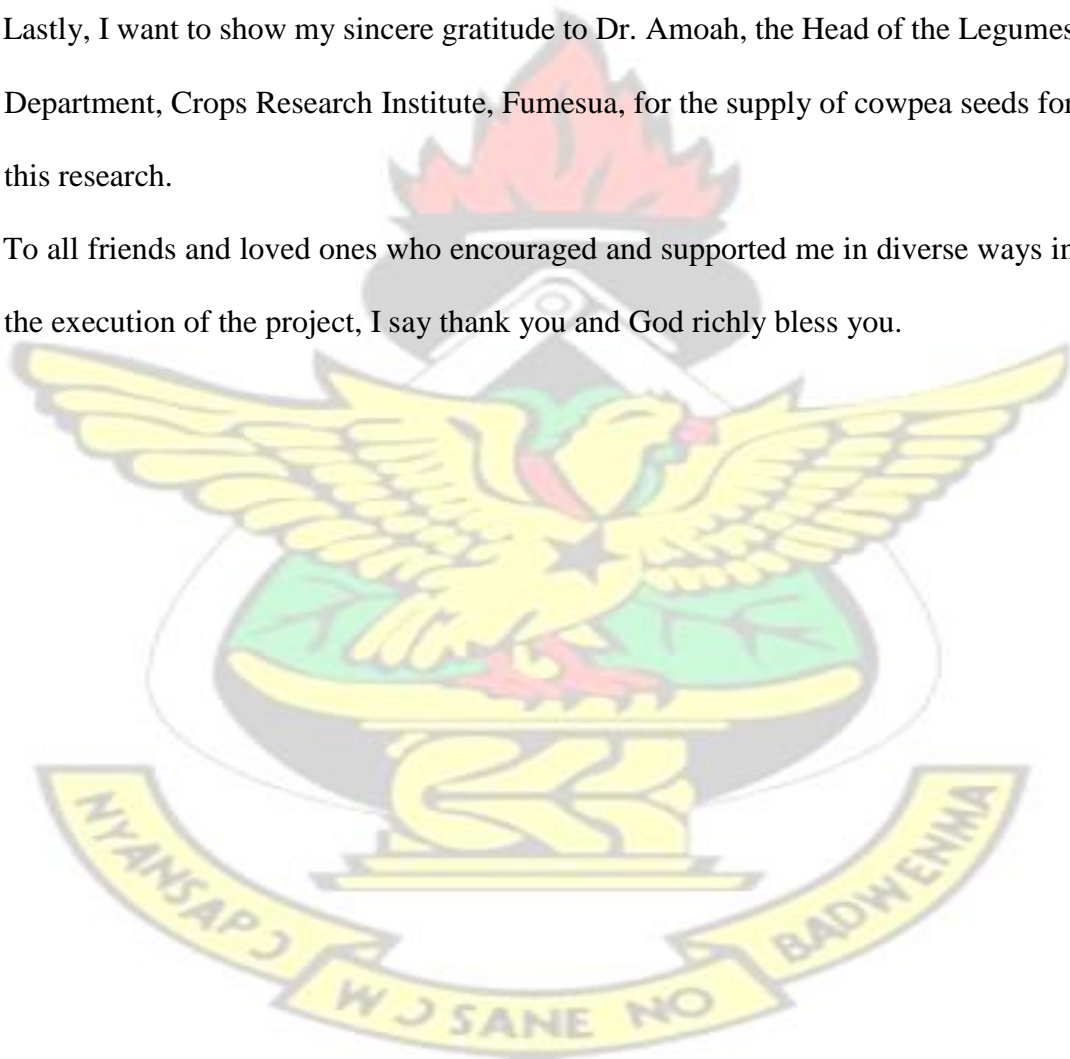 Lastly, I want to show my sincere gratitude to Dr. Amoah, the Head of the Legumes
Department, Crops Research Institute, Fumesua, for the supply of cowpea seeds for
this research.
To all friends and loved ones who encouraged and supported me in diverse ways in
the execution of the project, I say thank you and God richly bless you.
NYANSAPƆ
WƆSANE NO
BADWENMA